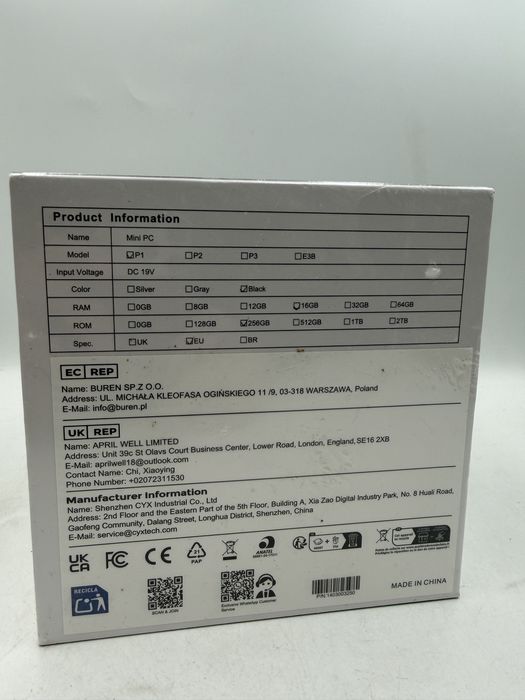 Product Information
Name Mini PC
Model ☑P1 ☐P2 ☐P3 ☐E3B
Input Voltage DC 19V
Color ☐Silver ☐Gray ☑Black
RAM ☐0GB ☐8GB ☐12GB ☑16GB ☐32GB ☐64GB
ROM ☐0GB ☐128GB ☑256GB ☐512GB ☐1TB ☐2TB
Spec. ☐UK ☑EU ☐BR
EC REP
Name: BUREN SP.Z O.O.
Address: UL. MICHAŁA KLEOFASA OGIŃSKIEGO 11 /9, 03-318 WARSZAWA, Poland
E-Mail: info@buren.pl
UK REP
Name: APRIL WELL LIMITED
Address: Unit 39c St Olavs Court Business Center, Lower Road, London, England,SE16 2XB
E-Mail: aprilwell18@outlook.com
Contact Name: Chi, Xiaoying
Phone Number: +02072311530
Manufacturer Information
Name: Shenzhen CYX Industrial Co., Ltd
Address: 2nd Floor and the Eastern Part of the 5th Floor, Building A, Xia Zao Digital Industry Park, No. 8 Huali Road,
Gaofeng Community, Dalang Street, Longhua District, Shenzhen, China
E-Mail: service@cyxtech.com
UK CA FC CE 21 PAP ANATEL
RECICLA
SCAN & JOIN
Exclusive WhatsApp Customer
Service
P/N:1403003250
MADE IN CHINA